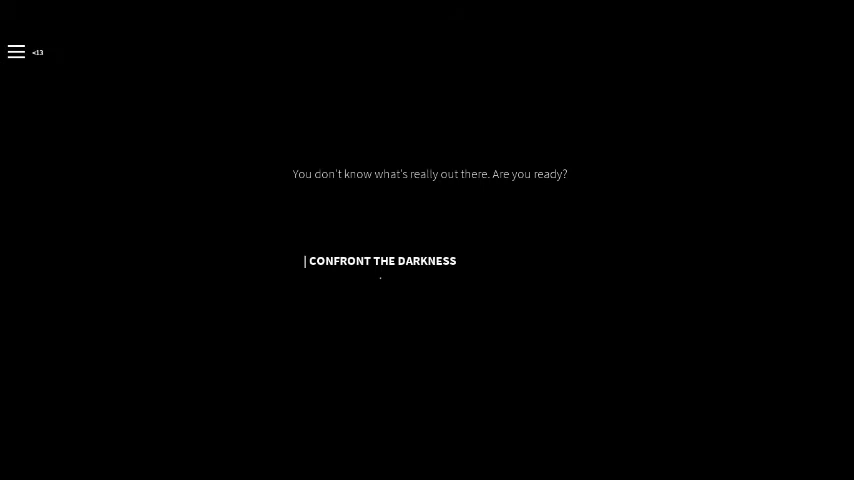 <13
You don't know what's really out there. Are you ready?
| CONFRONT THE DARKNESS